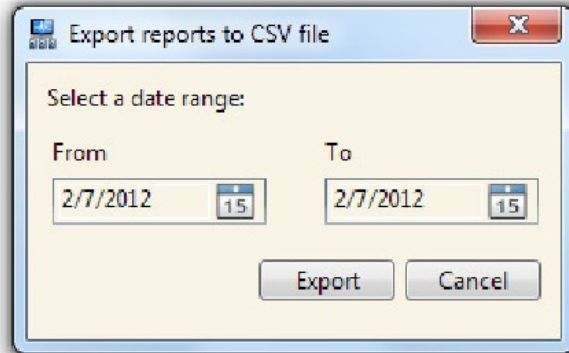 Export reports to CSV file
Select a date range:
From To
2/7/2012 15 2/7/2012 15
Export Cancel